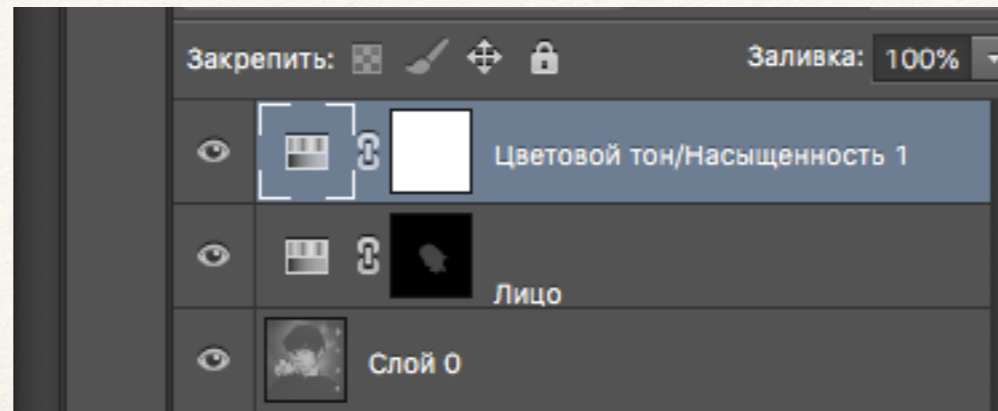 Закрепить: Заливка: 100%
Цветовой тон/Насыщенность 1
Лицо
Слой 0